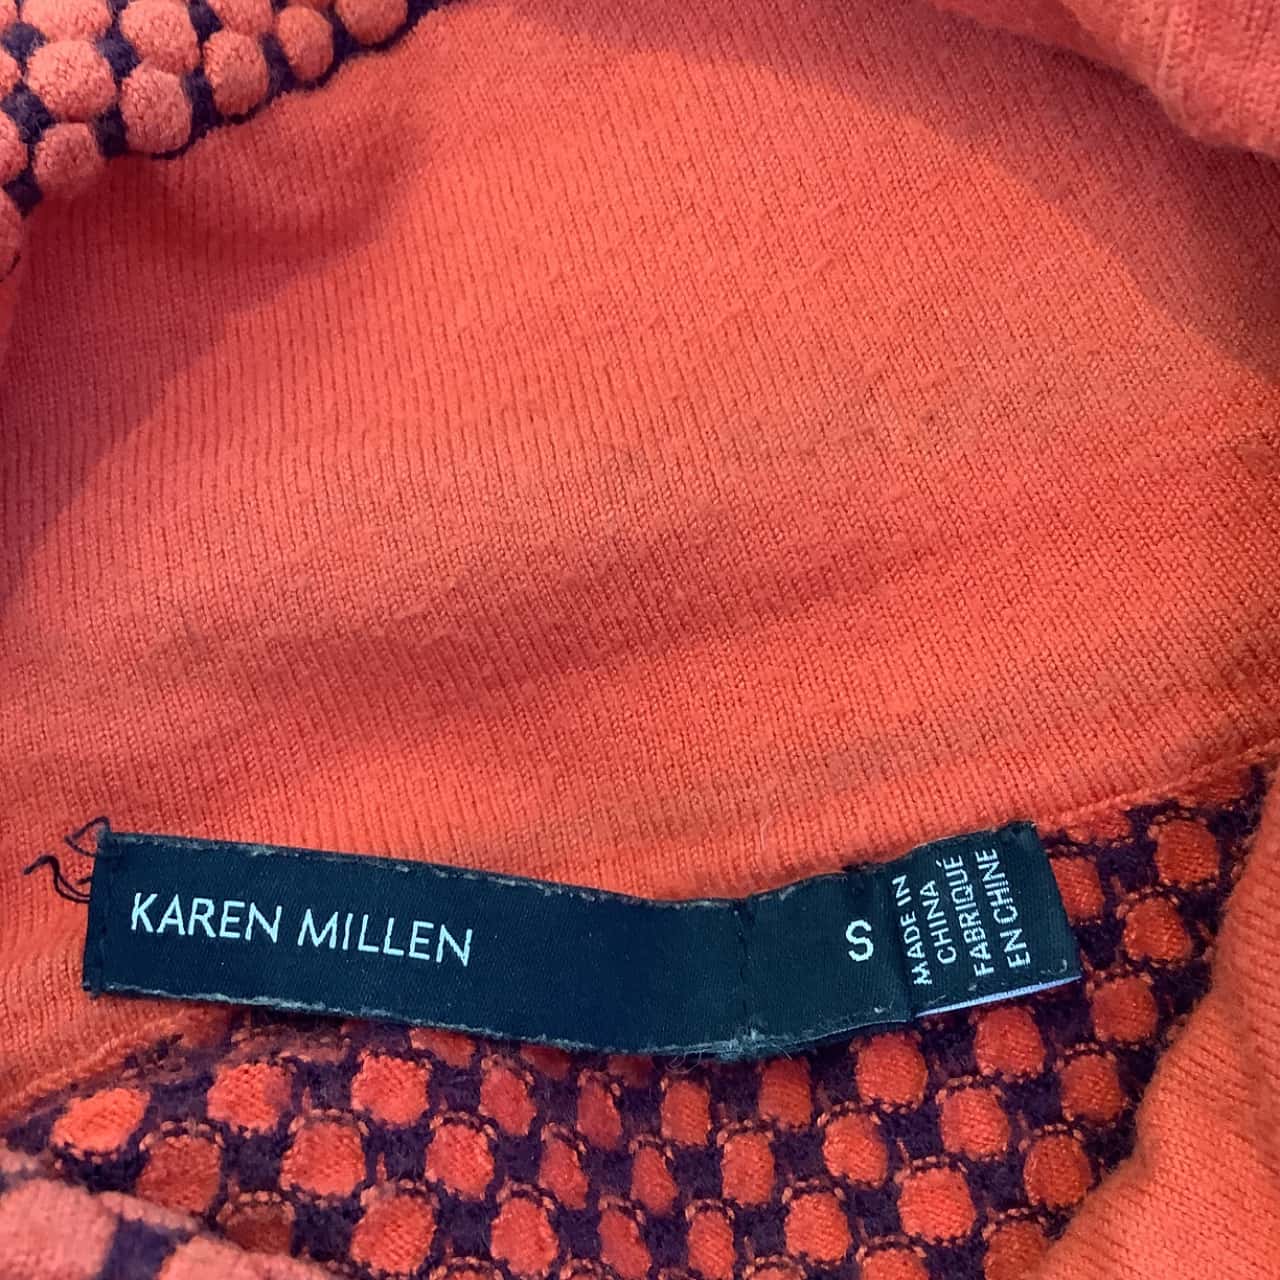 KAREN MILLEN
S
MADE IN
CHINA
FABRIQUÉ
EN CHINE